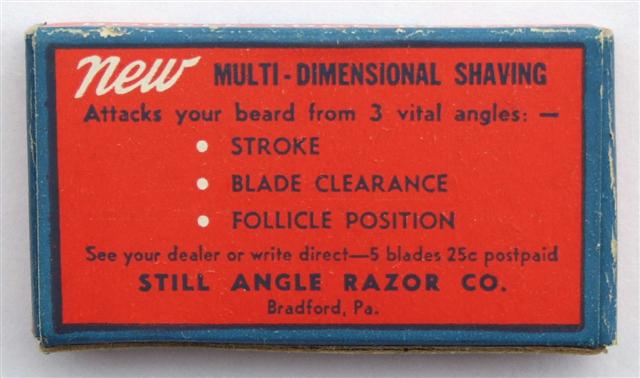 new MULTI-DIMENSIONAL SHAVING
Attacks your beard from 3 vital angles: —
• STROKE
• BLADE CLEARANCE
• FOLLICLE POSITION
See your dealer or write direct—5 blades 25c postpaid
STILL ANGLE RAZOR CO.
Bradford, Pa.